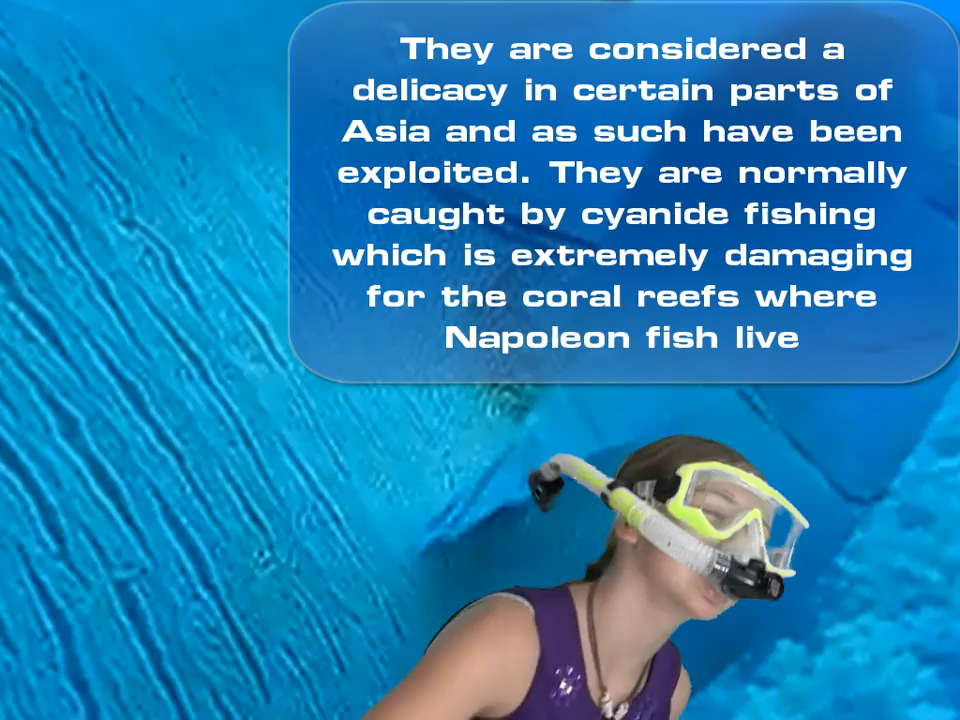 They are considered a
delicacy in certain parts of
Asia and as such have been
exploited. They are normally
caught by cyanide fishing
which is extremely damaging
for the coral reefs where
Napoleon fish live